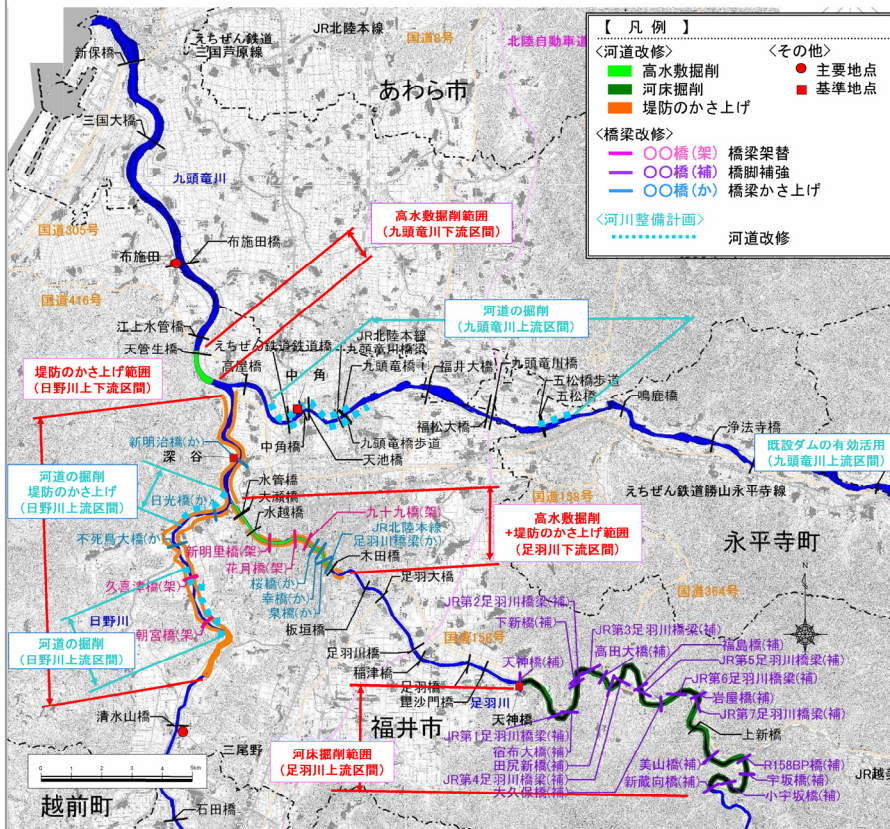 【 凡 例 】
<河道改修>
高水敷掘削
河床掘削
堤防のかさ上げ
<その他>
主要地点
基準地点
<橋梁改修>
〇〇橋(架) 橋梁架替
〇〇橋(補) 橋脚補強
〇〇橋(か) 橋梁かさ上げ
<河川整備計画>
河道改修
新保橋
えちぜん鉄道
三国芦原線
JR北陸本線
国道8号
北陸自動車道
あわら市
三国大橋
九頭竜川
国道305号
布施田
布施田橋
高水敷掘削範囲
(九頭竜川下流区間)
国道416号
江上水管橋
天管生橋
えちぜん鉄道鉄道橋
高屋橋
中 角
JR北陸本線
九頭竜川橋梁
九頭竜橋
河道の掘削
(九頭竜川上流区間)
福井大橋
九頭竜川橋
五松橋歩道
五松橋
鳴鹿橋
浄法寺橋
既設ダムの有効活用
(九頭竜川上流区間)
えちぜん鉄道勝山永平寺線
堤防のかさ上げ範囲
(日野川上下流区間)
中角橋
天池橋
九頭竜橋歩道
福松大橋
新明治橋(か)
深 谷
水管橋
大瀬橋
水越橋
河道の掘削
堤防のかさ上げ
(日野川上流区間)
日光橋(か)
不死鳥大橋(か)
国道158号
高水敷掘削
+堤防のかさ上げ範囲
(足羽川下流区間)
永平寺町
九十九橋(架)
JR北陸本線
足羽川橋梁(か)
新明里橋(架)
花月橋(架)
桜橋(か)
幸橋(か)
泉橋(か)
木田橋
足羽大橋
板垣橋
久喜津橋(架)
日野川
朝宮橋(架)
河道の掘削
(日野川上流区間)
国道364号
国道158号
足羽川橋
稲津橋
足羽橋
毘沙門橋
足羽川
天神橋(補)
天神橋
JR第2足羽川橋梁(補)
下新橋(補)
JR第3足羽川橋梁(補)
高田大橋(補)
福島橋(補)
JR第5足羽川橋梁(補)
JR第6足羽川橋梁(補)
岩屋橋(補)
JR第7足羽川橋梁(補)
上新橋
JR第1足羽川橋梁(補)
宿布大橋(補)
田尻新橋(補)
JR第4足羽川橋梁(補)
大久保橋(補)
美山橋(補)
新蔵向橋(補)
R158BP橋(補)
宇坂橋(補)
小宇坂橋(補)
JR越美
河床掘削範囲
(足羽川上流区間)
福井市
清水山橋
三尾野
石田橋
越前町
0 1 2 3 4 5km
N